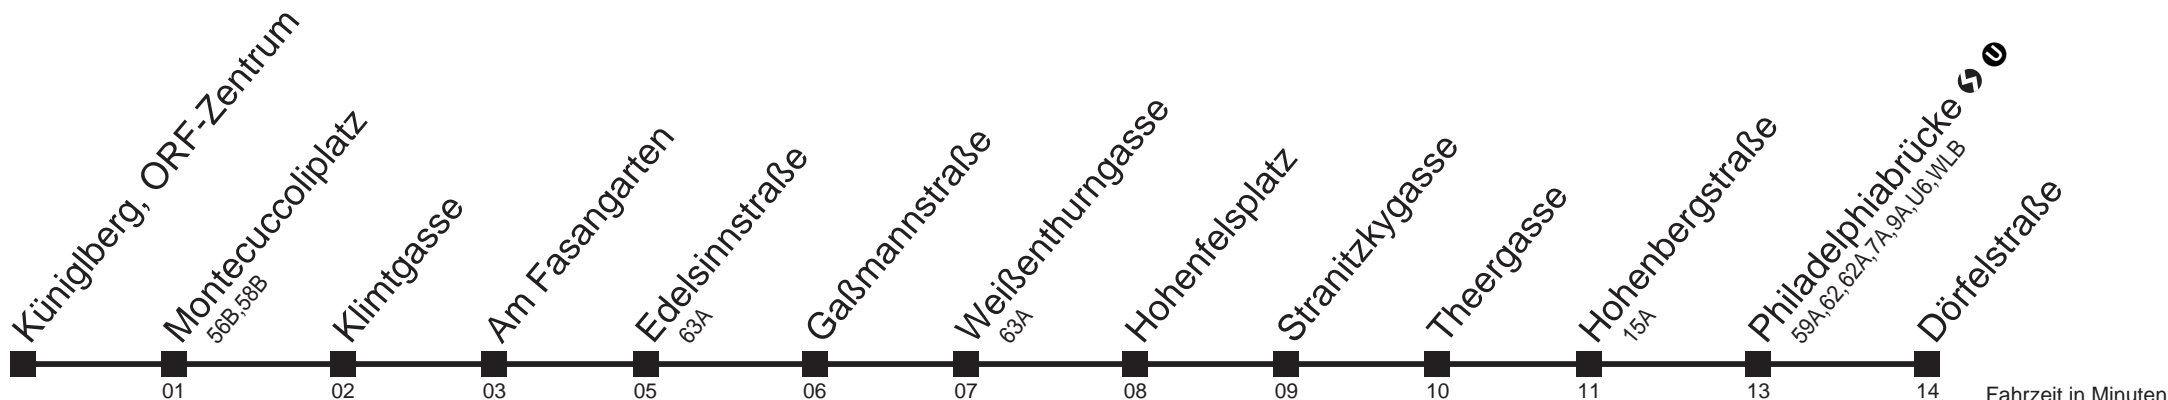 Küniglberg, ORF-Zentrum
Montecuccoliplatz
56B,58B
Klimtgasse
Am Fasangarten
Edelsinnstraße
63A
Gaßmannstraße
Weißenthurngasse
63A
Hohenfelsplatz
Stranitzkygasse
Theergasse
Hohenbergstraße
15A
Philadelphiabrücke U
59A,62,62A,7A,9A,U6,WLB
Dörfelstraße
01 02 03 05 06 07 08 09 10 11 13 14 Fahrzeit in Minuten